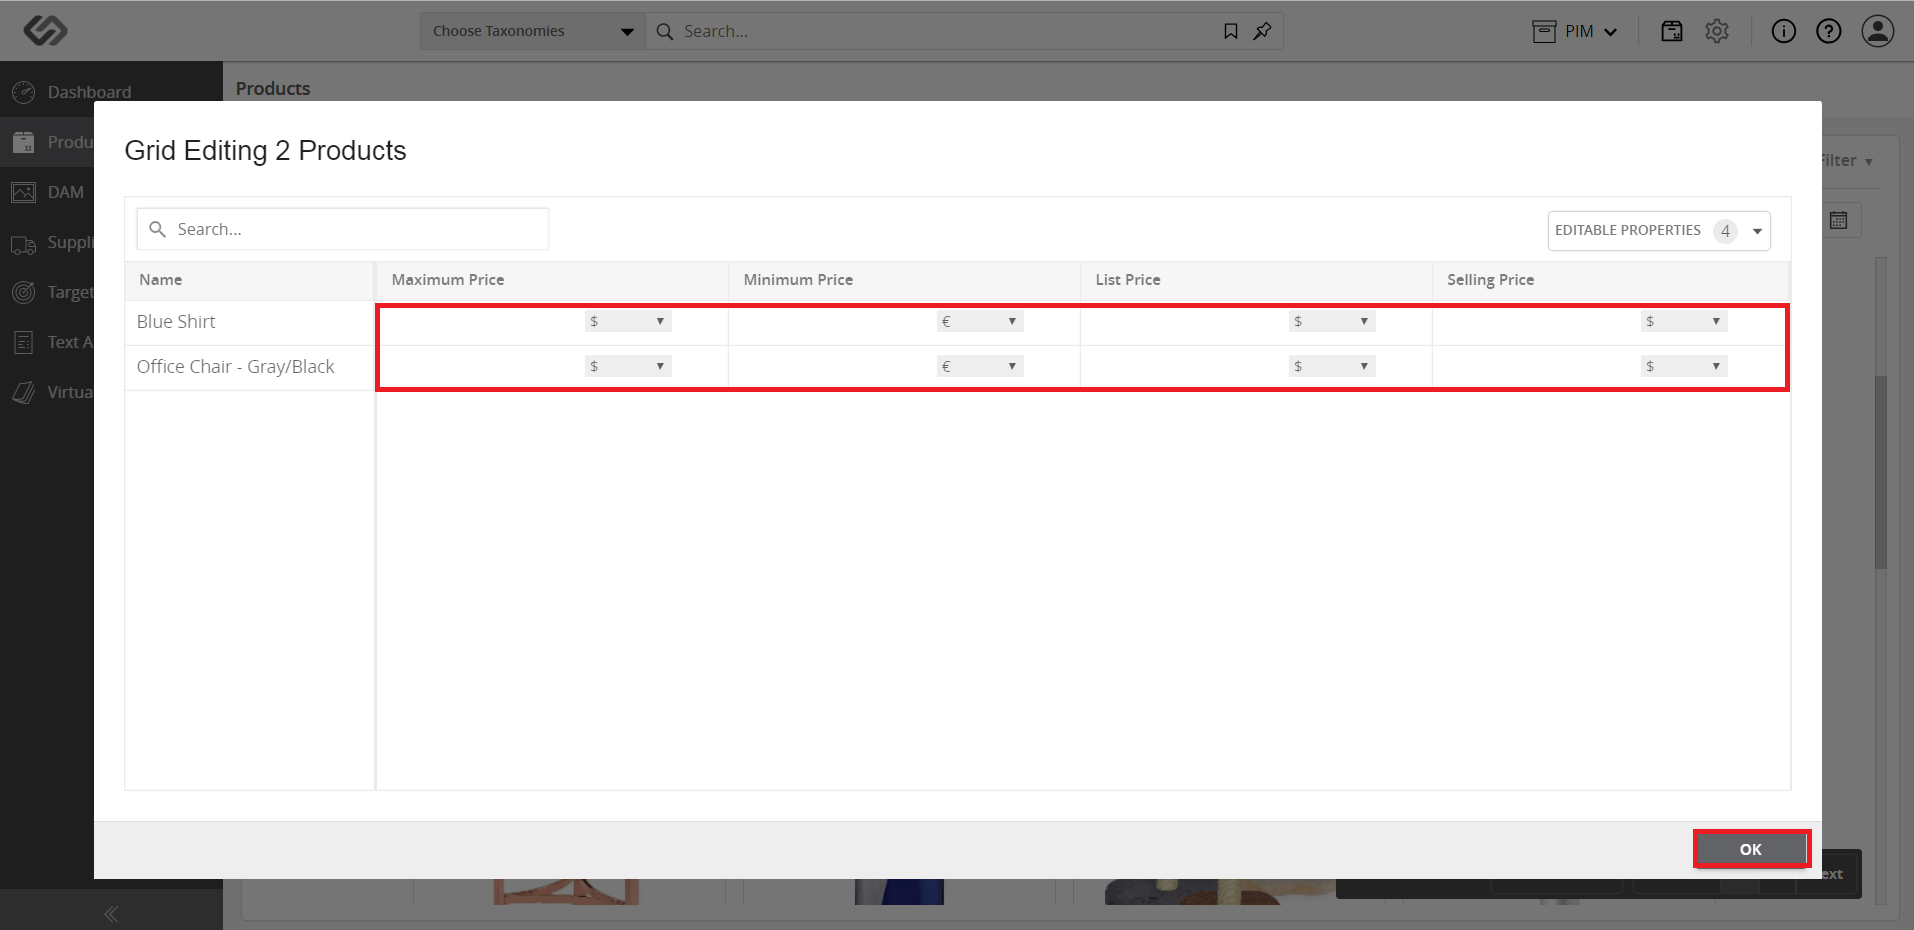 Choose Taxonomies Search... PIM
Dashboard Products
Produ
DAM
Suppli
Target
Text A
Virtua
Filter
Grid Editing 2 Products
Search... EDITABLE PROPERTIES 4
Name Maximum Price Minimum Price List Price Selling Price
Blue Shirt $ € $ $
Office Chair - Gray/Black $ € $ $
OK
ext